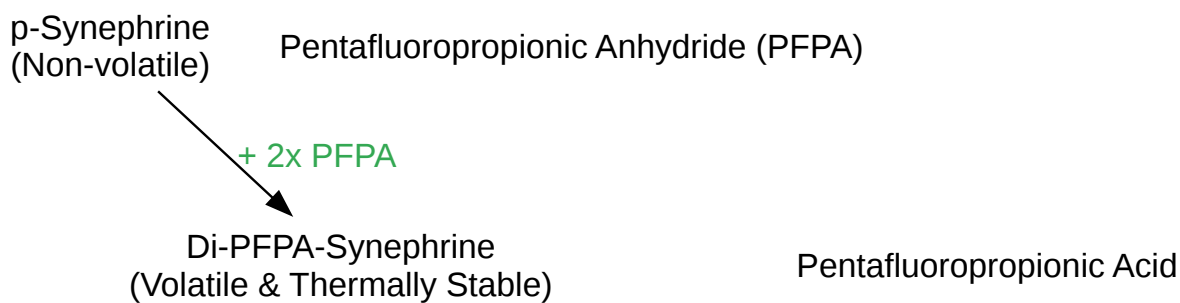 p-Synephrine
(Non-volatile)
Pentafluoropropionic Anhydride (PFPA)
+ 2x PFPA
Di-PFPA-Synephrine
(Volatile & Thermally Stable)
Pentafluoropropionic Acid